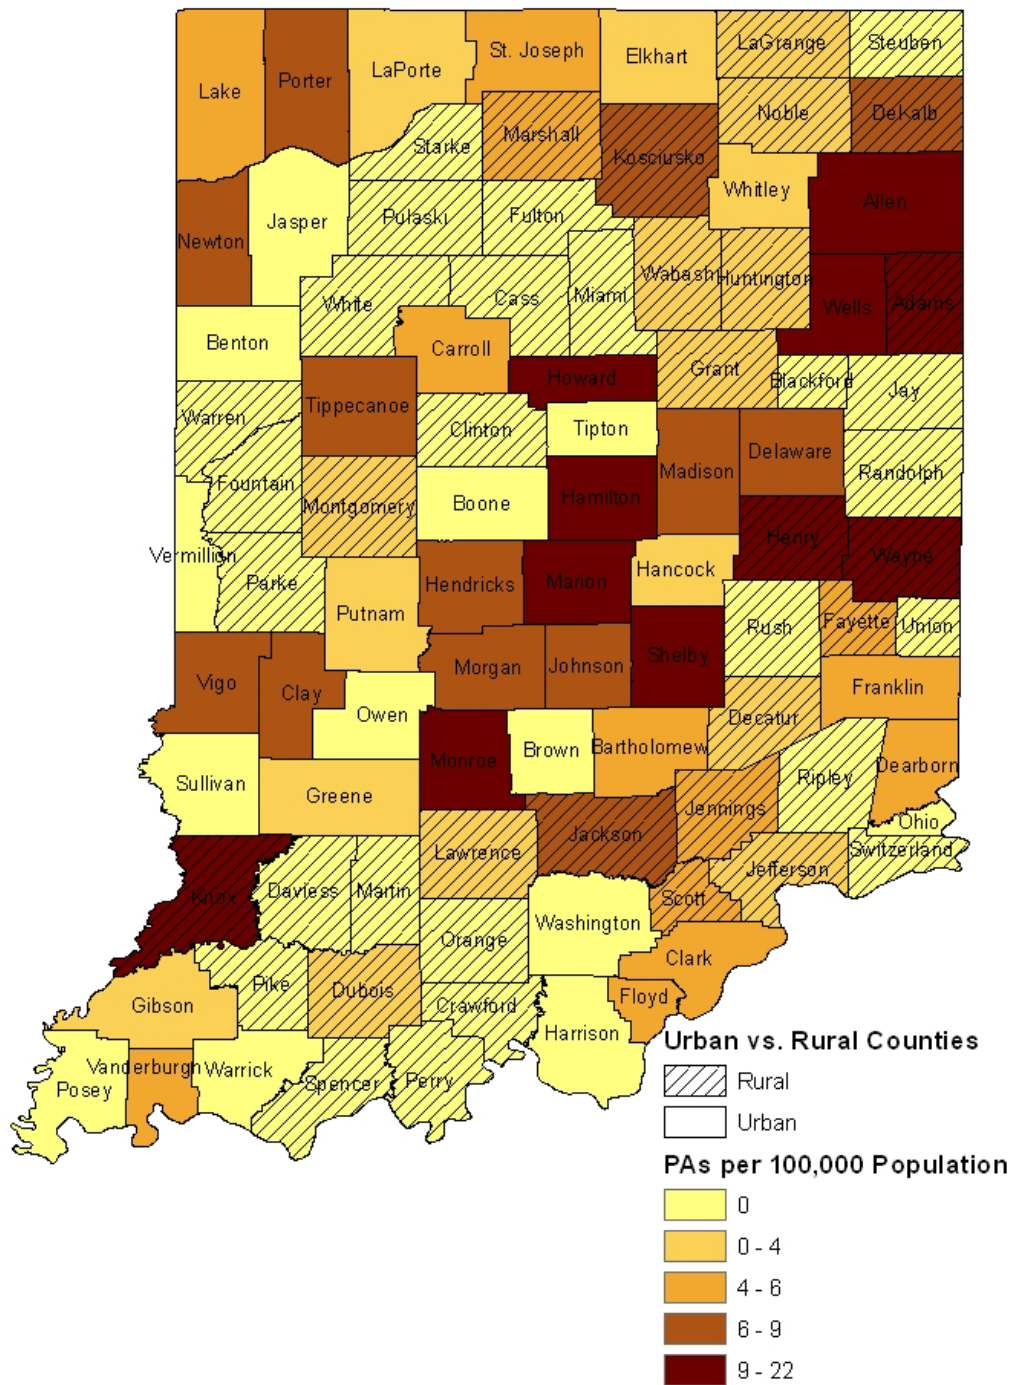 LaGrange
Steuben
St. Joseph
Elkhart
LaPorte
Porter
Lake
Noble
DeKalb
Marshall
Starke
Kosciusko
Whitley
Allen
Jasper
Pulaski
Fulton
Newton
Wabash
Huntington
Miami
Cass
White
Wells
Adams
Benton
Carroll
Grant
Howard
Blackford
Jay
Tippecanoe
Warren
Clinton
Tipton
Delaware
Madison
Randolph
Fountain
Hamilton
Boone
Montgomery
Henry
Wayne
Vermillion
Parke
Hendricks
Marion
Hancock
Putnam
Fayette
Union
Rush
Shelby
Morgan
Johnson
Vigo
Clay
Franklin
Owen
Decatur
Brown
Bartholomew
Monroe
Dearborn
Ripley
Sullivan
Greene
Jennings
Ohio
Jackson
Switzerland
Lawrence
Jefferson
Knox
Daviess
Martin
Scott
Washington
Orange
Clark
Pike
Dubois
Floyd
Gibson
Crawford
Harrison
Vanderburgh
Warrick
Posey
Spencer
Perry
Urban vs. Rural Counties
Rural
Urban
PAs per 100,000 Population
0
0 - 4
4 - 6
6 - 9
9 - 22